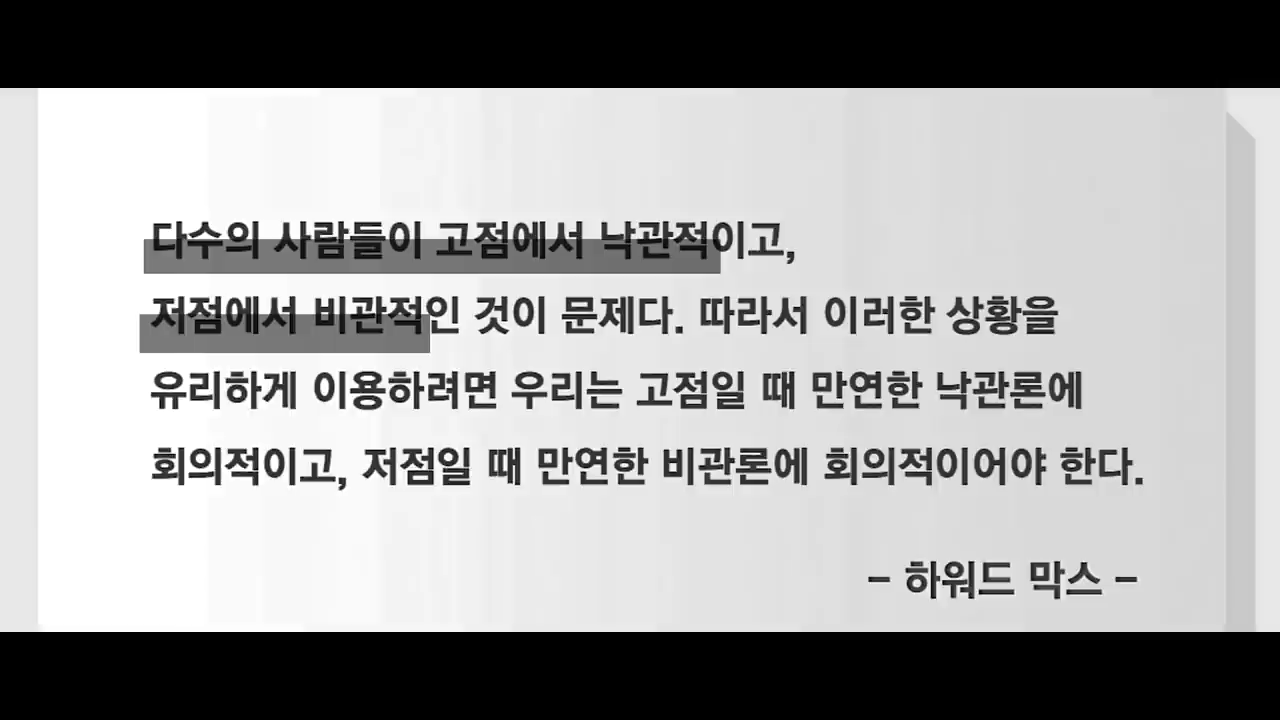 다수의 사람들이 고점에서 낙관적이고,
저점에서 비관적인 것이 문제다. 따라서 이러한 상황을
유리하게 이용하려면 우리는 고점일 때 만연한 낙관론에
회의적이고, 저점일 때 만연한 비관론에 회의적이어야 한다.
- 하워드 막스 -